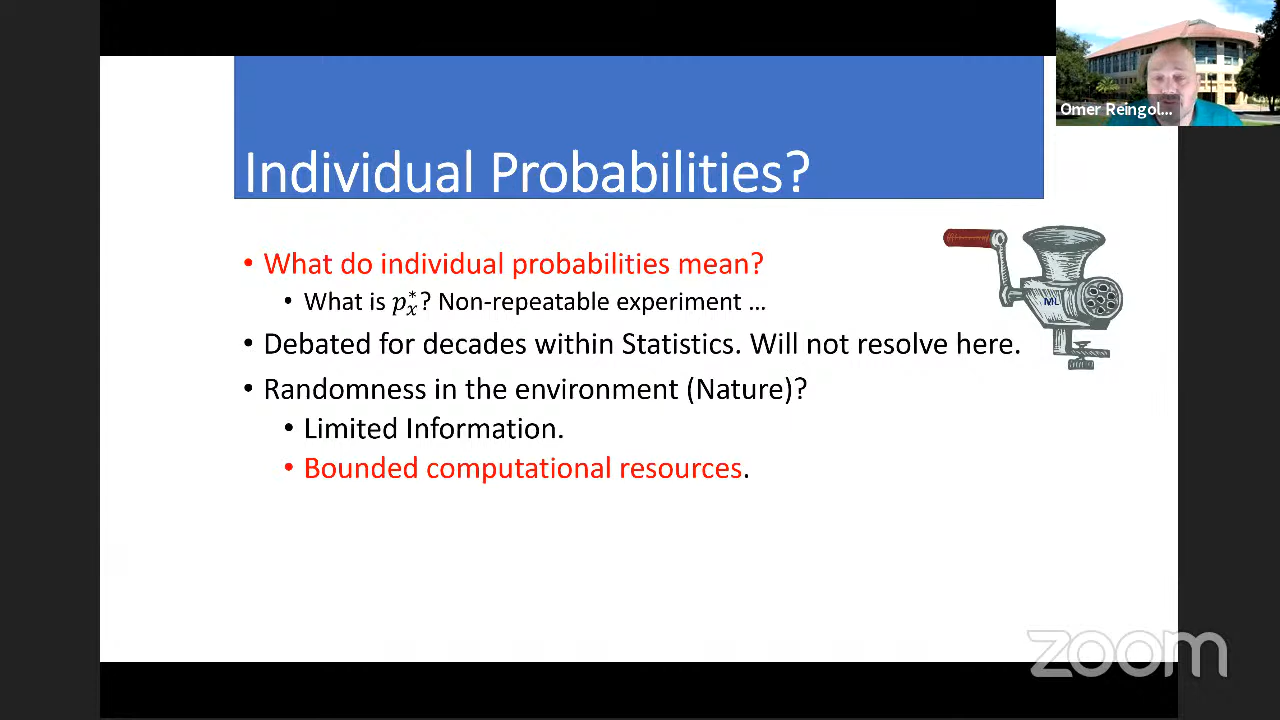 Omer Reingol...
Individual Probabilities?
• What do individual probabilities mean?
• What is p*x? Non-repeatable experiment …
ML
• Debated for decades within Statistics. Will not resolve here.
• Randomness in the environment (Nature)?
• Limited Information.
• Bounded computational resources.
zoom